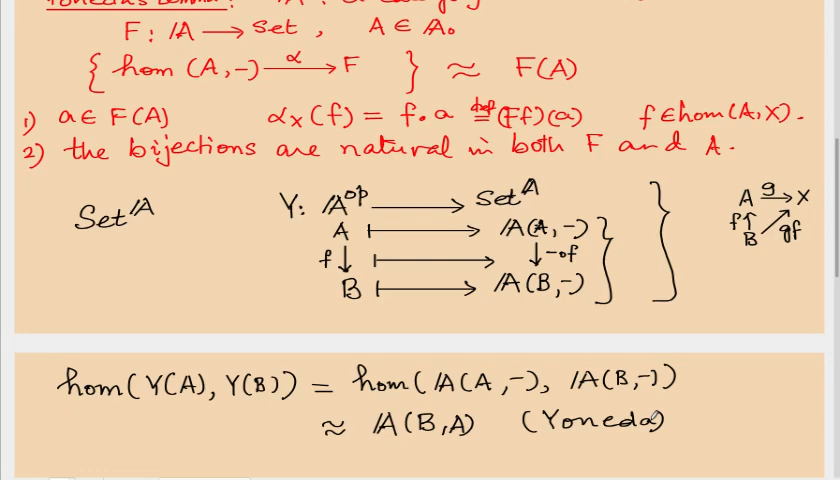 F : 𝔸 → Set , A ∈ 𝔸₀
{ hom (A, -) —α→ F } ≈ F(A)
1) a ∈ F(A) α_X(f) = f · a ≝ (Ff)(a) f ∈ hom(A, X).
2) the bijections are natural in both F and A.
Set^𝔸
Y: 𝔸^op → Set^𝔸
A ↦ 𝔸(A, -)
f ↓ ↦ ↓ -of
B ↦ 𝔸(B, -)
A —g→ X
f ↑ ↗ gf
B
hom(Y(A), Y(B)) = hom(𝔸(A, -), 𝔸(B, -))
≈ 𝔸(B, A) (Yoneda)